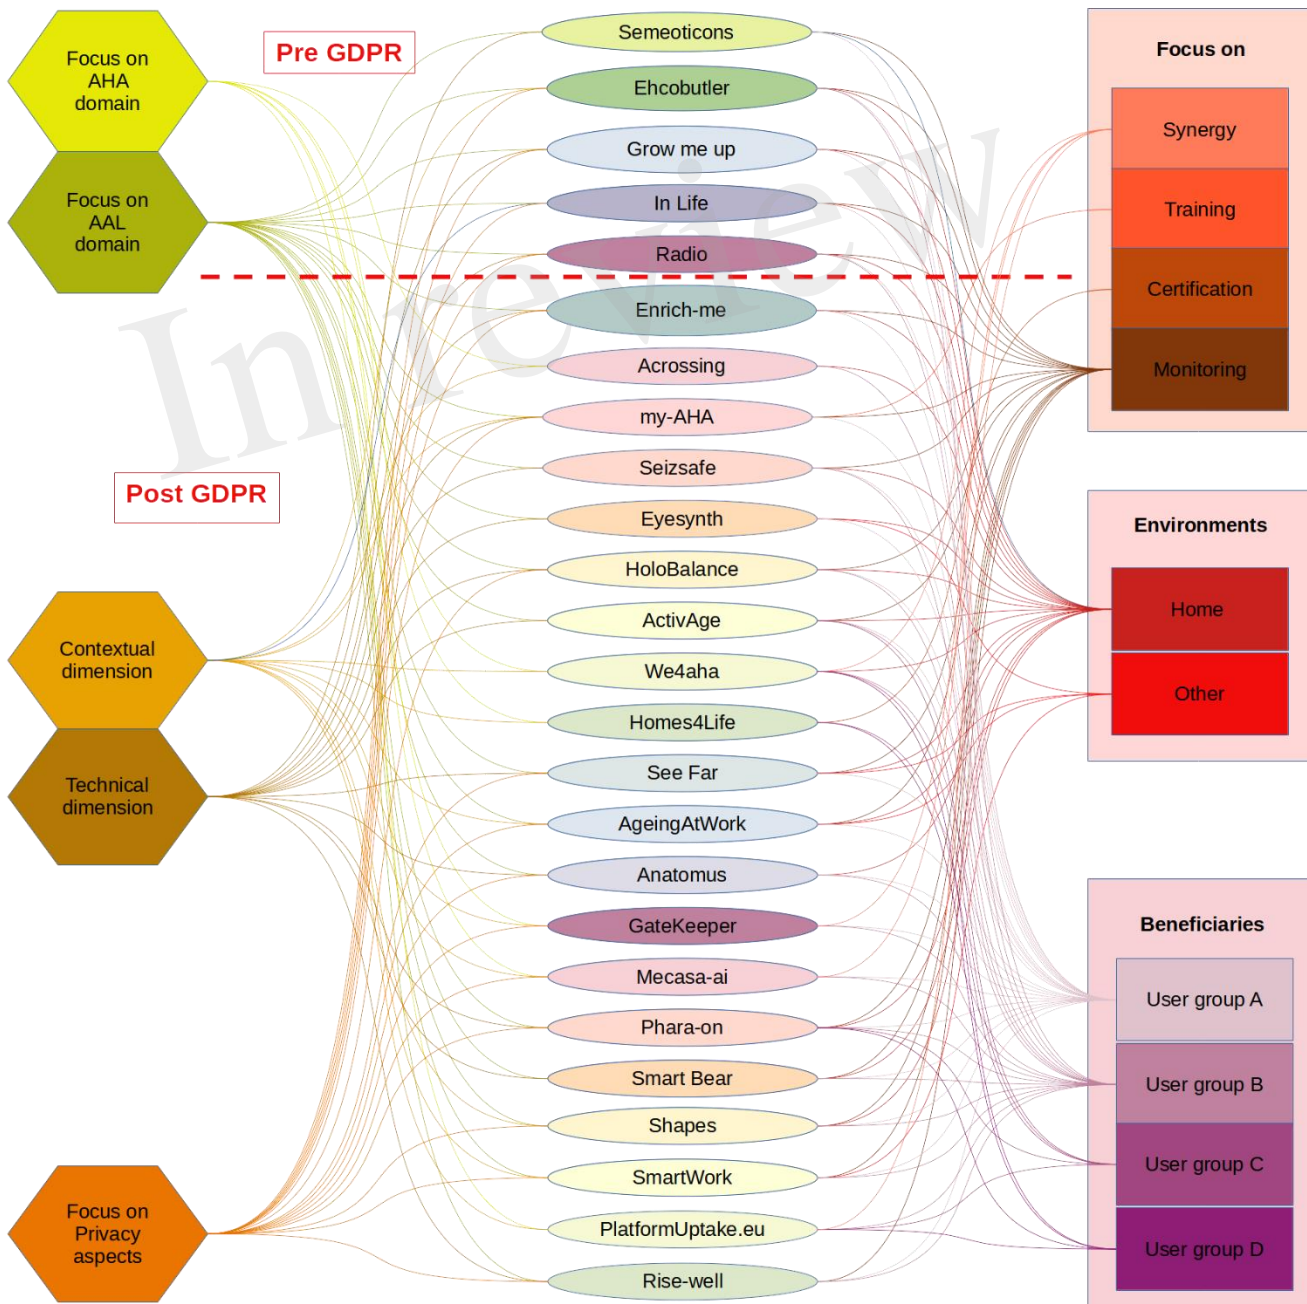 Focus on
AHA
domain
Focus on
AAL
domain
Pre GDPR
Post GDPR
Contextual
dimension
Technical
dimension
Focus on
Privacy
aspects
Semeoticons
Ehcobutler
Grow me up
In Life
Radio
Enrich-me
Acrossing
my-AHA
Seizsafe
Eyesynth
HoloBalance
ActivAge
We4aha
Homes4Life
See Far
AgeingAtWork
Anatomus
GateKeeper
Mecasa-ai
Phara-on
Smart Bear
Shapes
SmartWork
PlatformUptake.eu
Rise-well
Focus on
Synergy
Training
Certification
Monitoring
Environments
Home
Other
Beneficiaries
User group A
User group B
User group C
User group D
In review